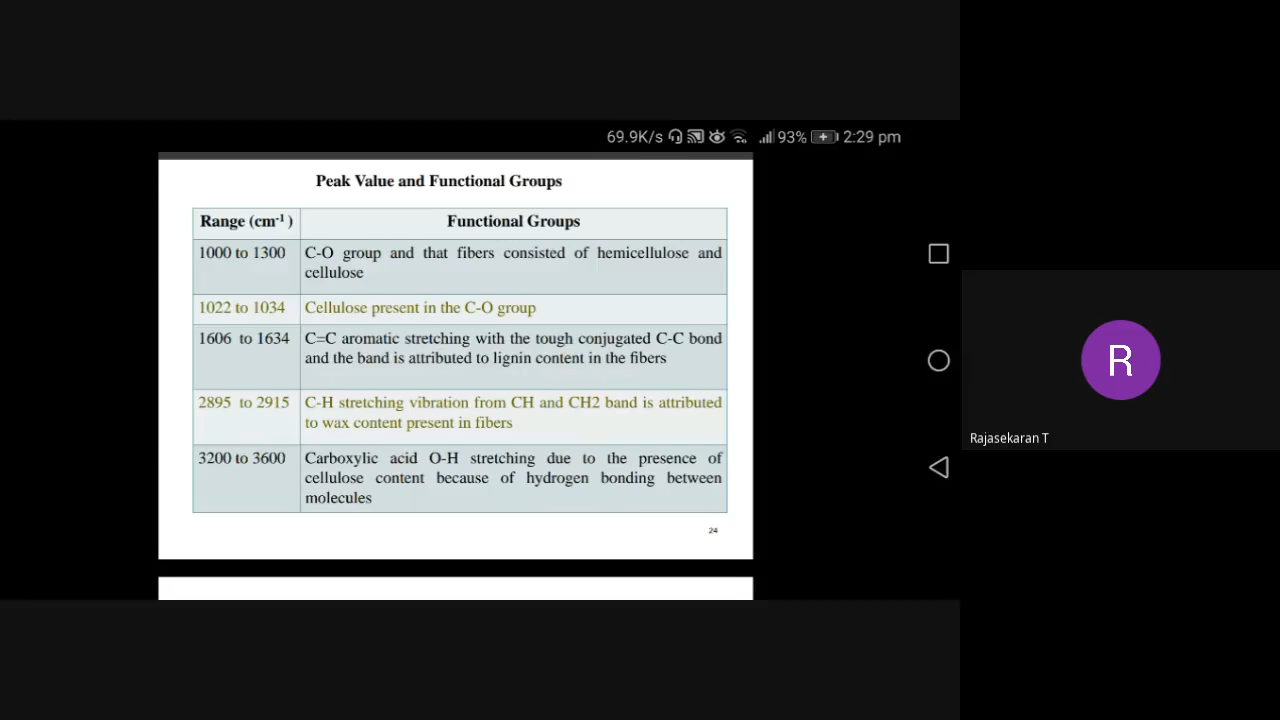 69.9K/s 93% 2:29 pm
Peak Value and Functional Groups
Range (cm-1 ) Functional Groups
1000 to 1300 C-O group and that fibers consisted of hemicellulose and
cellulose
1022 to 1034 Cellulose present in the C-O group
1606 to 1634 C=C aromatic stretching with the tough conjugated C-C bond
and the band is attributed to lignin content in the fibers
2895 to 2915 C-H stretching vibration from CH and CH2 band is attributed
to wax content present in fibers
3200 to 3600 Carboxylic acid O-H stretching due to the presence of
cellulose content because of hydrogen bonding between
molecules
24
R
Rajasekaran T